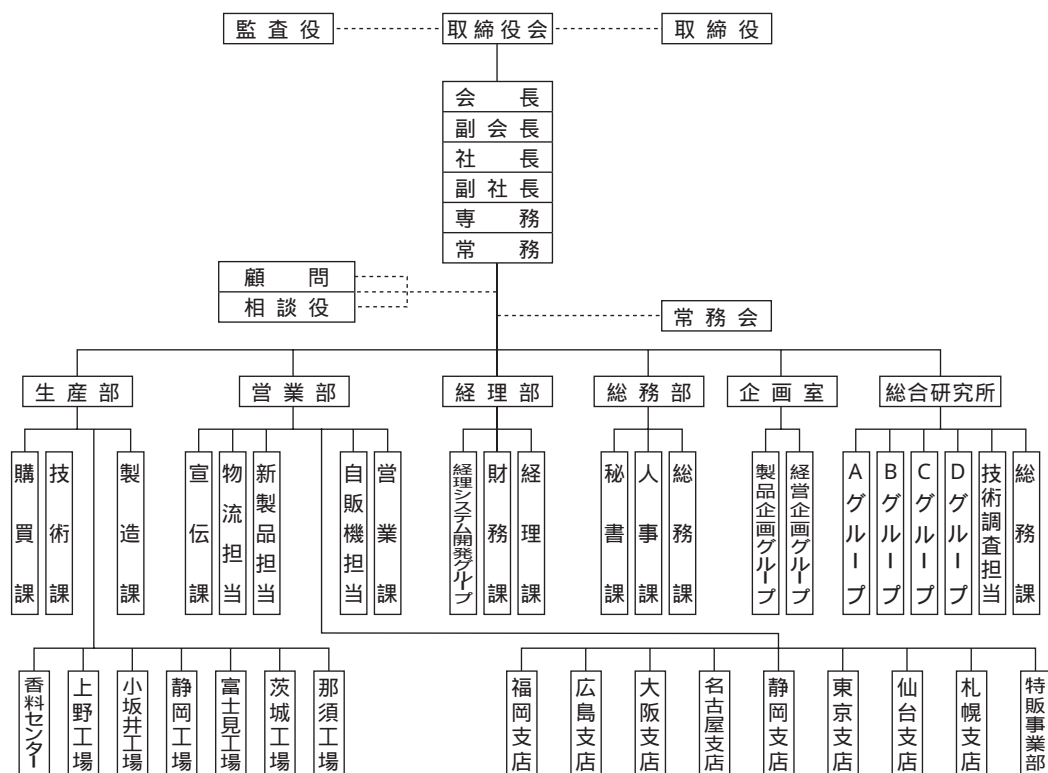 監査役
取締役会
取締役
会長
副会長
社長
副社長
専務
常務
顧問
相談役
常務会
生産部
営業部
経理部
総務部
企画室
総合研究所
購買課
技術課
製造課
宣伝課
物流担当
新製品担当
自販機担当
営業課
経理システム開発グループ
財務課
経理課
秘書課
人事課
総務課
製品企画グループ
経営企画グループ
Aグループ
Bグループ
Cグループ
Dグループ
技術調査担当
総務課
香料センター
上野工場
小坂井工場
静岡工場
富士見工場
茨城工場
那須工場
福岡支店
広島支店
大阪支店
名古屋支店
静岡支店
東京支店
仙台支店
札幌支店
特販事業部